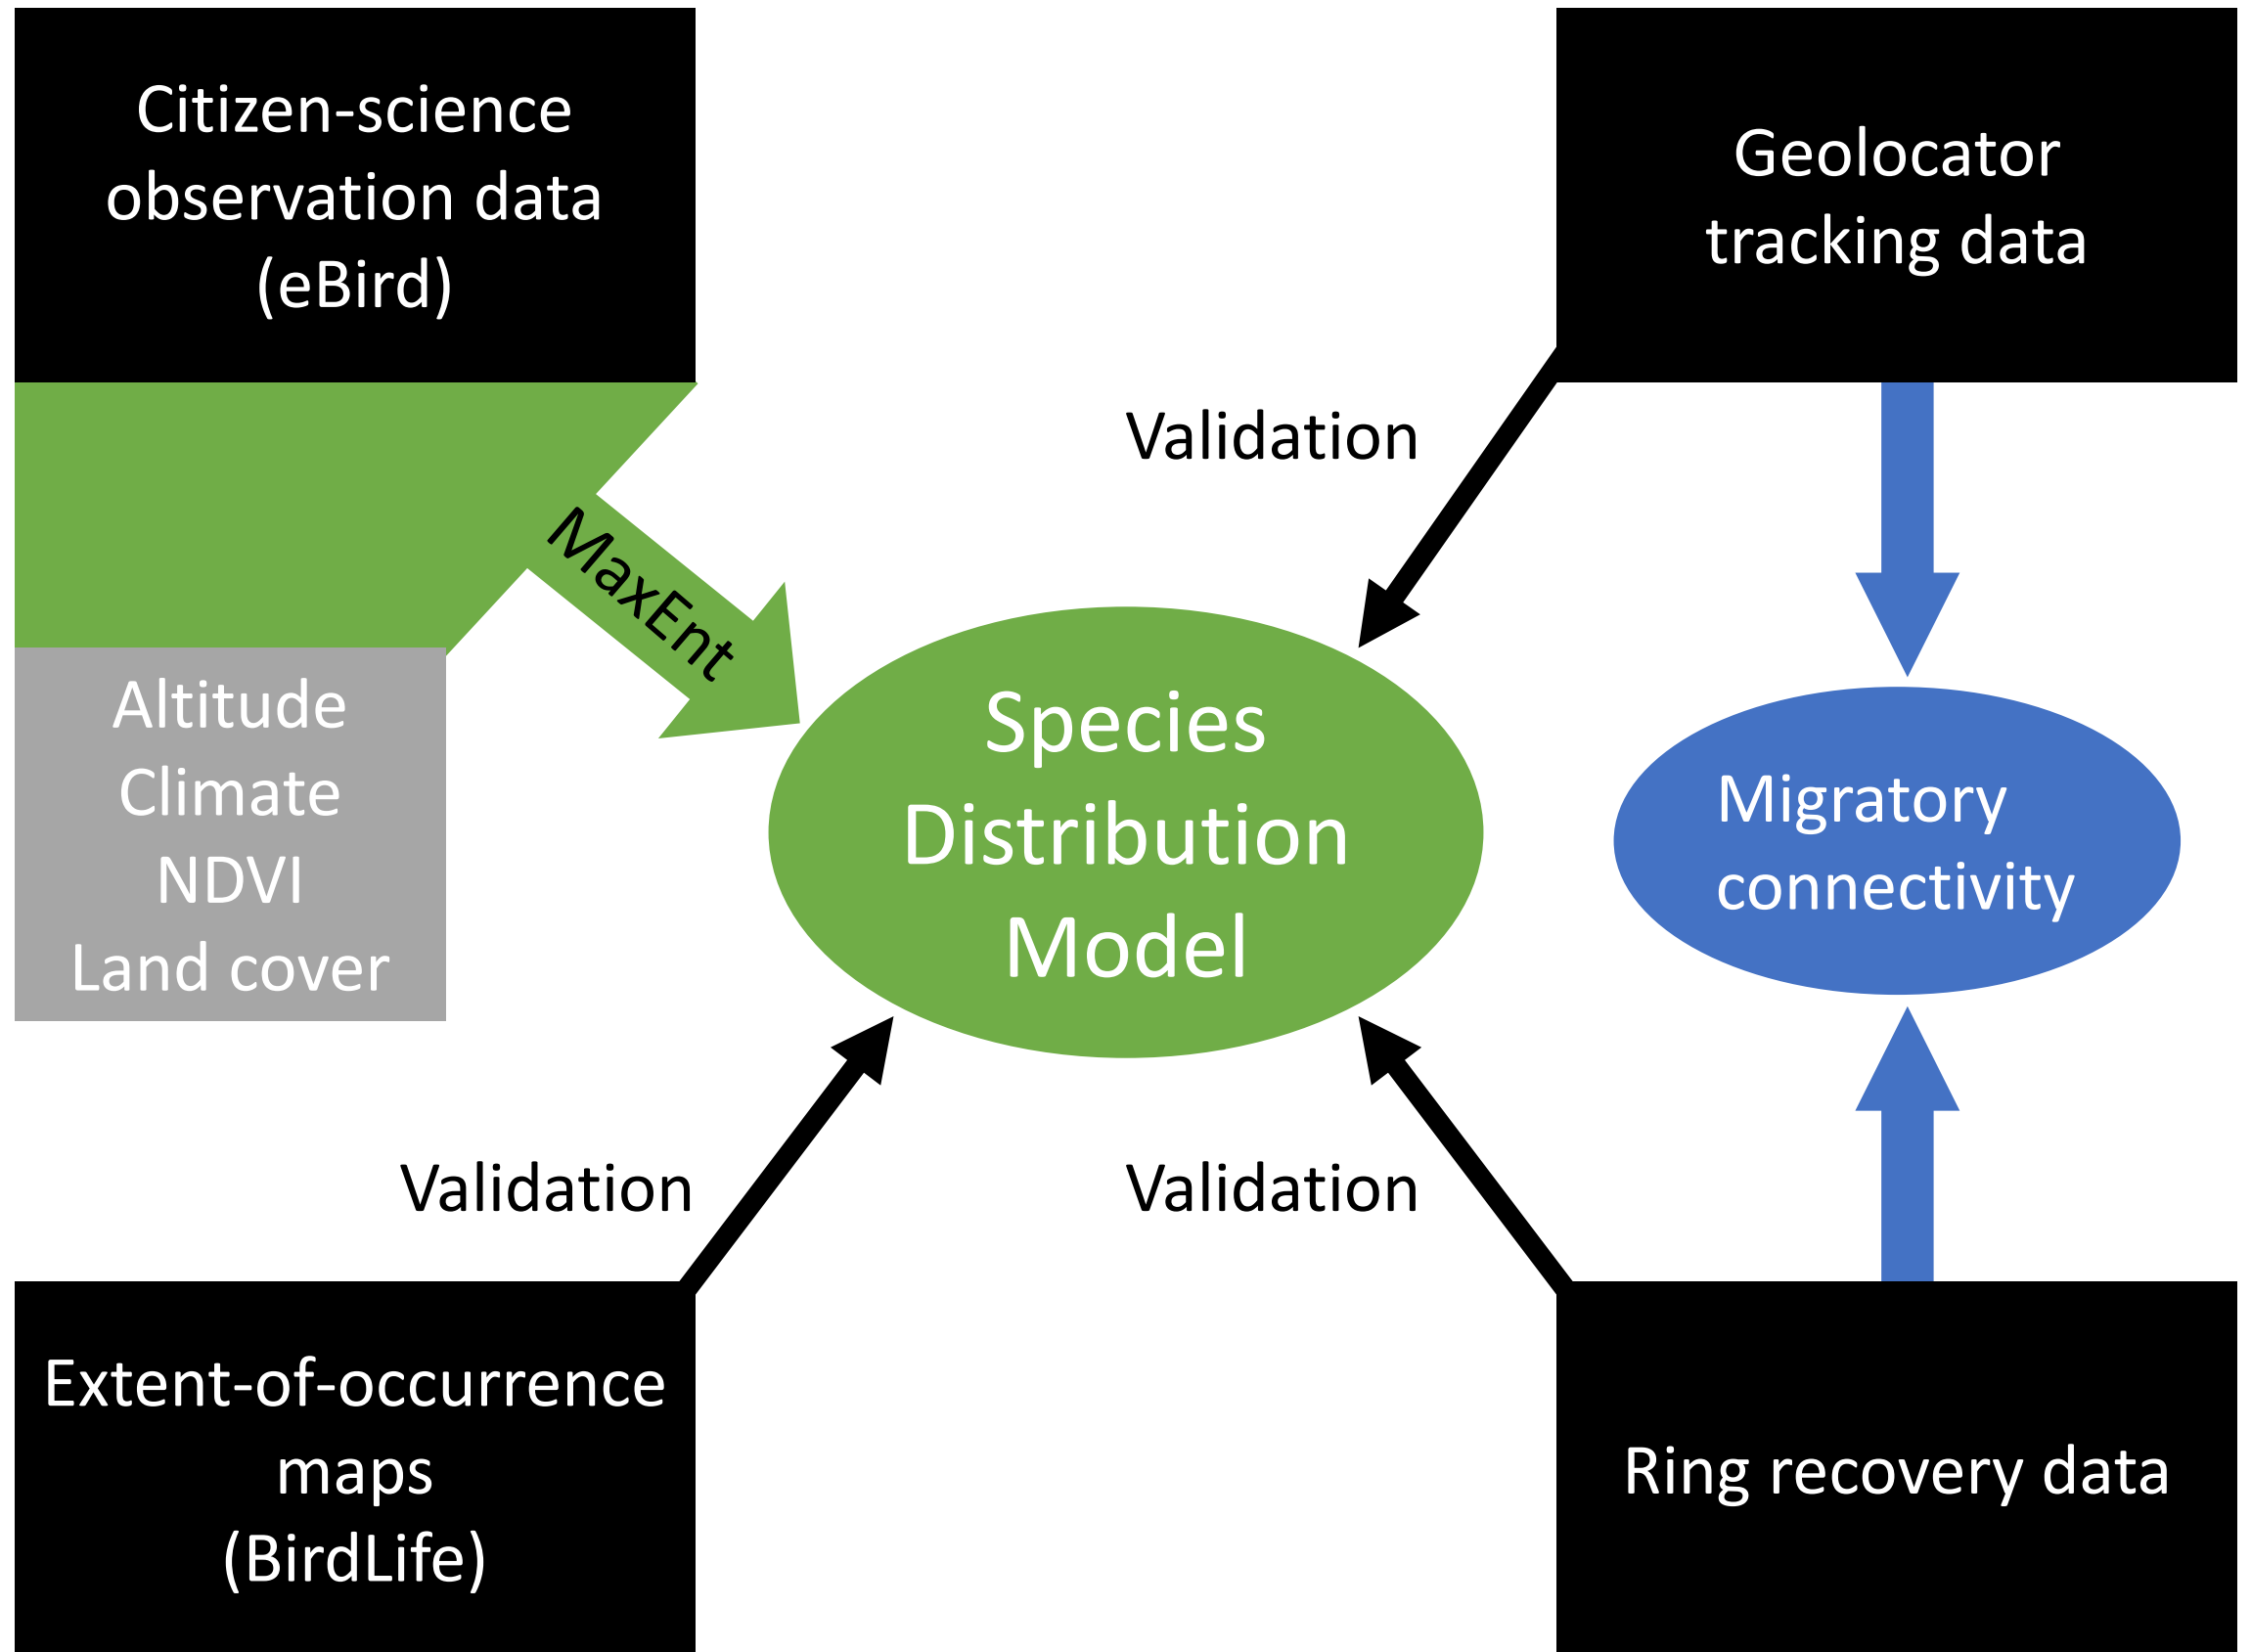 Citizen-science
observation data
(eBird)
Geolocator
tracking data
Validation
MaxEnt
Altitude
Climate
NDVI
Land cover
Species
Distribution
Model
Migratory
connectivity
Validation
Validation
Extent-of-occurrence
maps
(BirdLife)
Ring recovery data